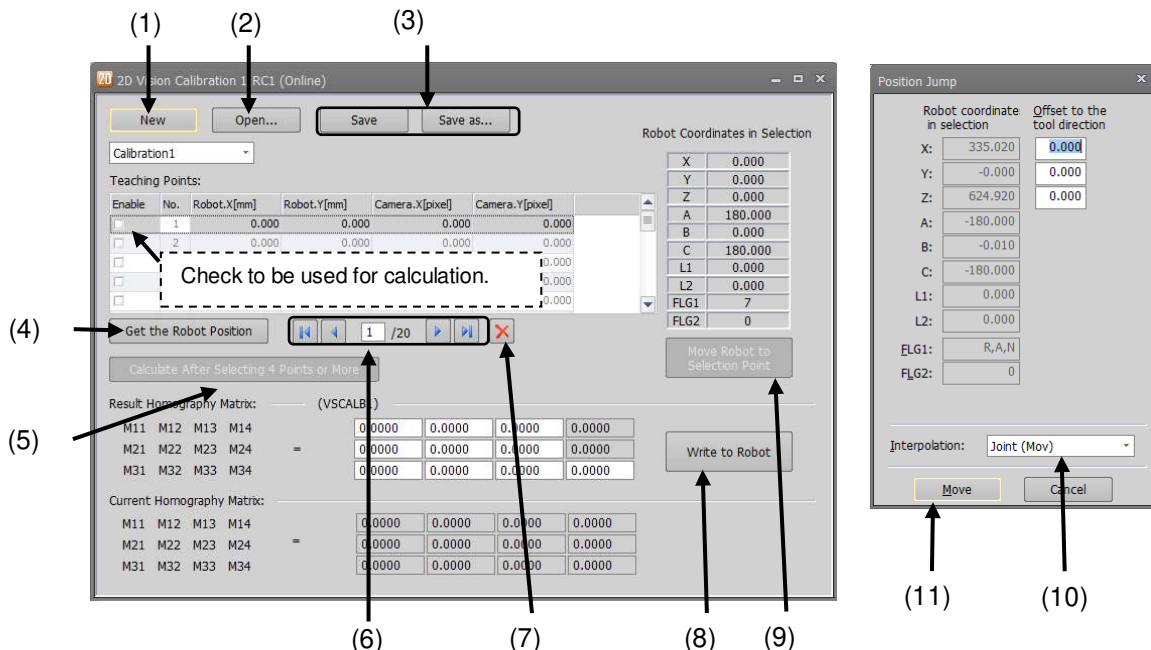 (1) (2) (3)
2D 2D Vision Calibration 1 RC1 (Online)
New Open... Save Save as...
Calibration1
Teaching Points:
Enable No. Robot.X[mm] Robot.Y[mm] Camera.X[pixel] Camera.Y[pixel]
1 0.000 0.000 0.000 0.000
2 0.000 0.000 0.000 0.000
0.000
0.000
0.000
Check to be used for calculation.
Robot Coordinates in Selection
X 0.000
Y 0.000
Z 0.000
A 180.000
B 0.000
C 180.000
L1 0.000
L2 0.000
FLG1 7
FLG2 0
(4)
Get the Robot Position 1 /20
Move Robot to
Selection Point
Calculate After Selecting 4 Points or More
(5)
Result Homography Matrix: (VSCALB1)
M11 M12 M13 M14 0.0000 0.0000 0.0000 0.0000
M21 M22 M23 M24 = 0.0000 0.0000 0.0000 0.0000
M31 M32 M33 M34 0.0000 0.0000 0.0000
Write to Robot
Current Homography Matrix:
M11 M12 M13 M14 0.0000 0.0000 0.0000 0.0000
M21 M22 M23 M24 = 0.0000 0.0000 0.0000 0.0000
M31 M32 M33 M34 0.0000 0.0000 0.0000 0.0000
(6) (7) (8) (9)
Position Jump x
Robot coordinate
in selection
Offset to the
tool direction
X: 335.020 0.000
Y: -0.000 0.000
Z: 624.920 0.000
A: -180.000
B: -0.010
C: -180.000
L1: 0.000
L2: 0.000
FLG1: R,A,N
FLG2: 0
Interpolation: Joint (Mov)
Move Cancel
(11) (10)